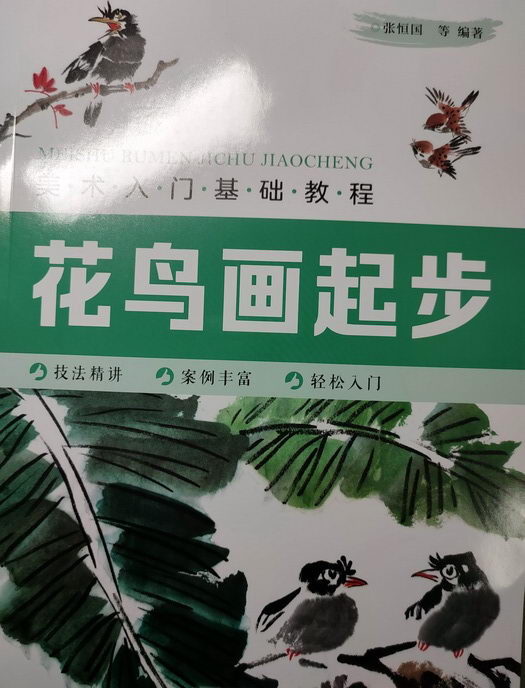 张恒国 等 编著
MEISHU RUMEN JICHU JIAOCHENG
美·术·入·门·基·础·教·程
花鸟画起步
技法精讲 案例丰富 轻松入门